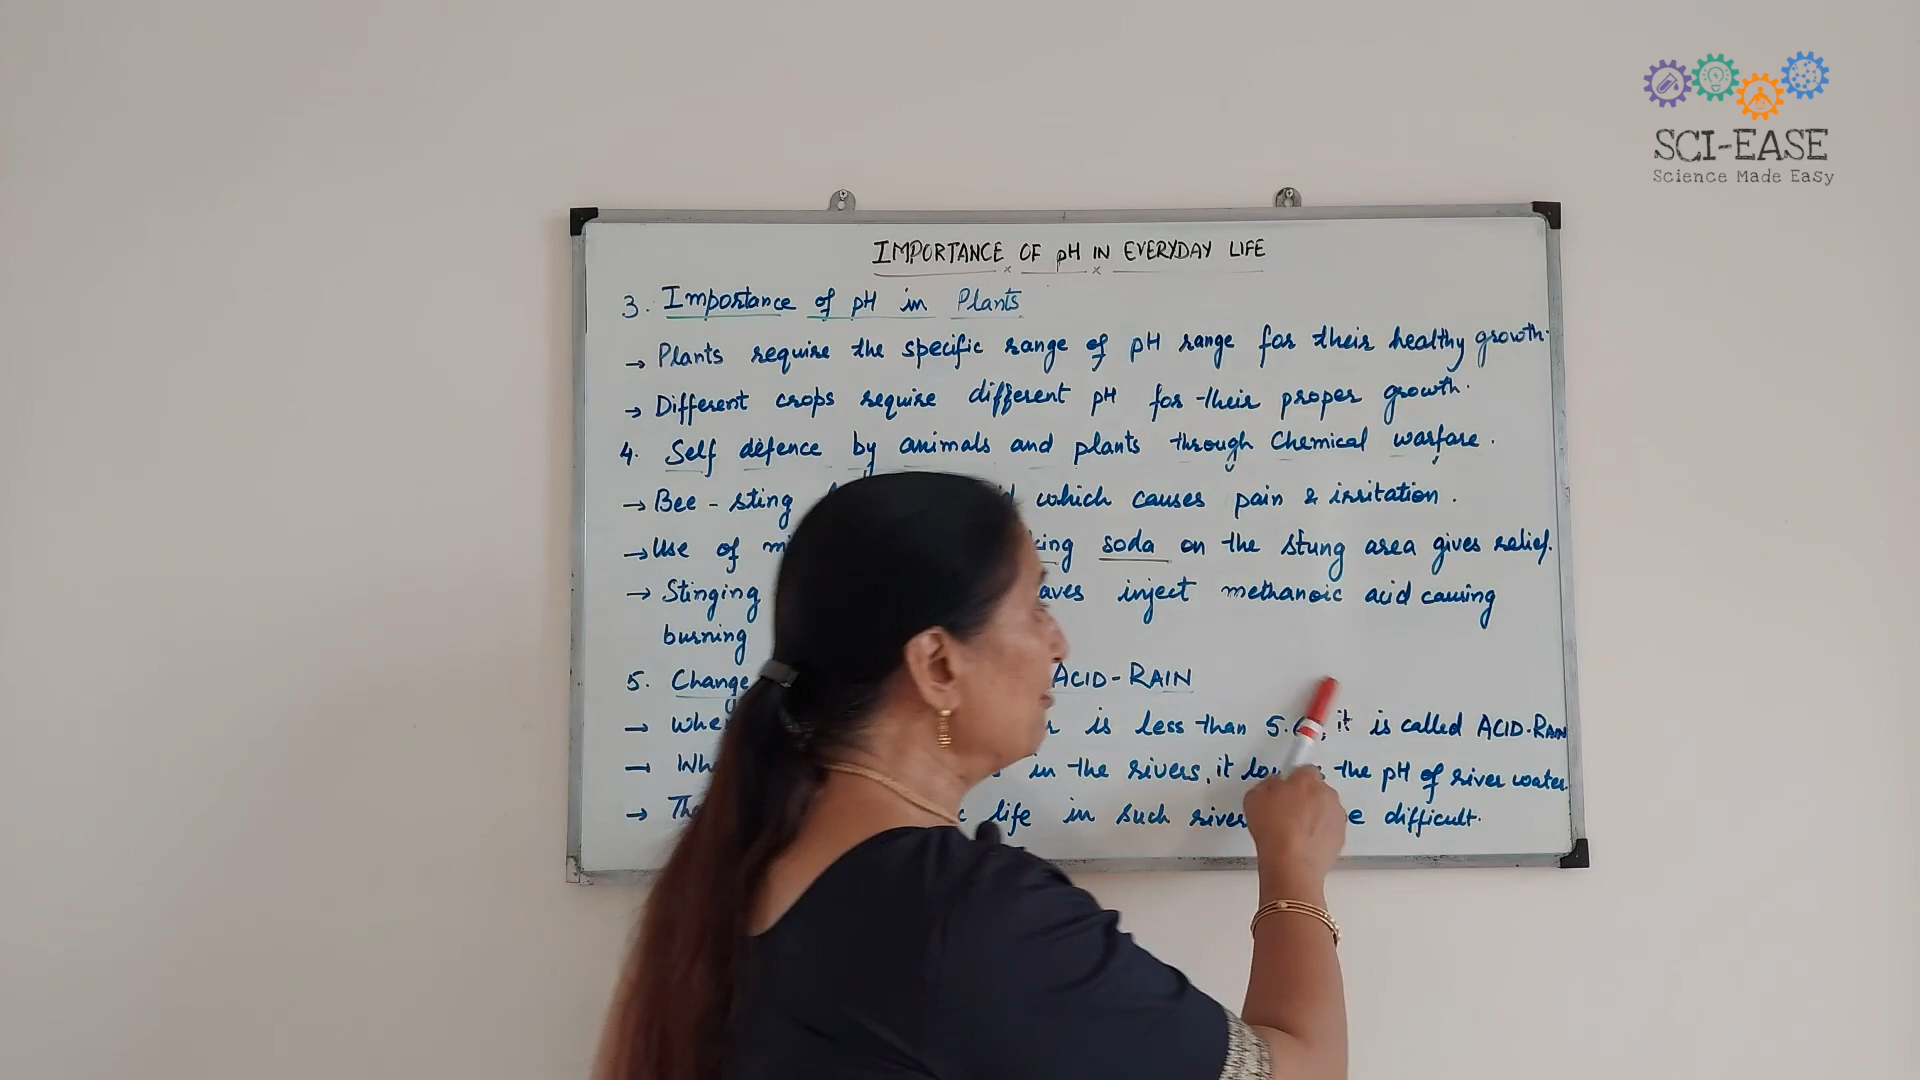 SCI-EASE
Science Made Easy
IMPORTANCE OF pH IN EVERYDAY LIFE
3. Importance of pH in Plants
→ Plants require the specific range of pH range for their healthy growth.
→ Different crops require different pH for their proper growth.
4. Self defence by animals and plants through Chemical warfare.
→ Bee - sting which causes pain & irritation.
→ Use of soda on the stung area gives relief.
→ Stinging inject methanoic acid causing
burning
5. Change ACID-RAIN
→ is less than it is called ACID-RAIN
→ in the rivers, it the pH of river water.
→ life in such difficult.